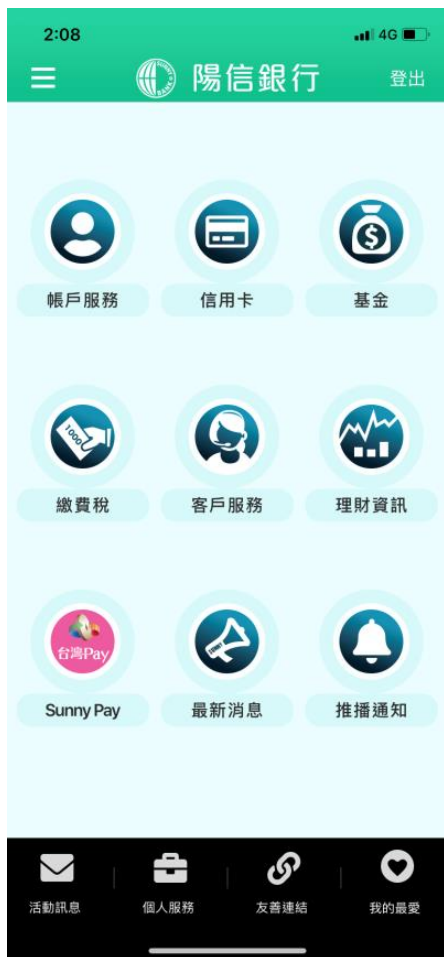 2:08
4G
陽信銀行
登出
帳戶服務
信用卡
基金
繳費稅
客戶服務
理財資訊
台灣Pay
Sunny Pay
最新消息
推播通知
活動訊息
個人服務
友善連結
我的最愛